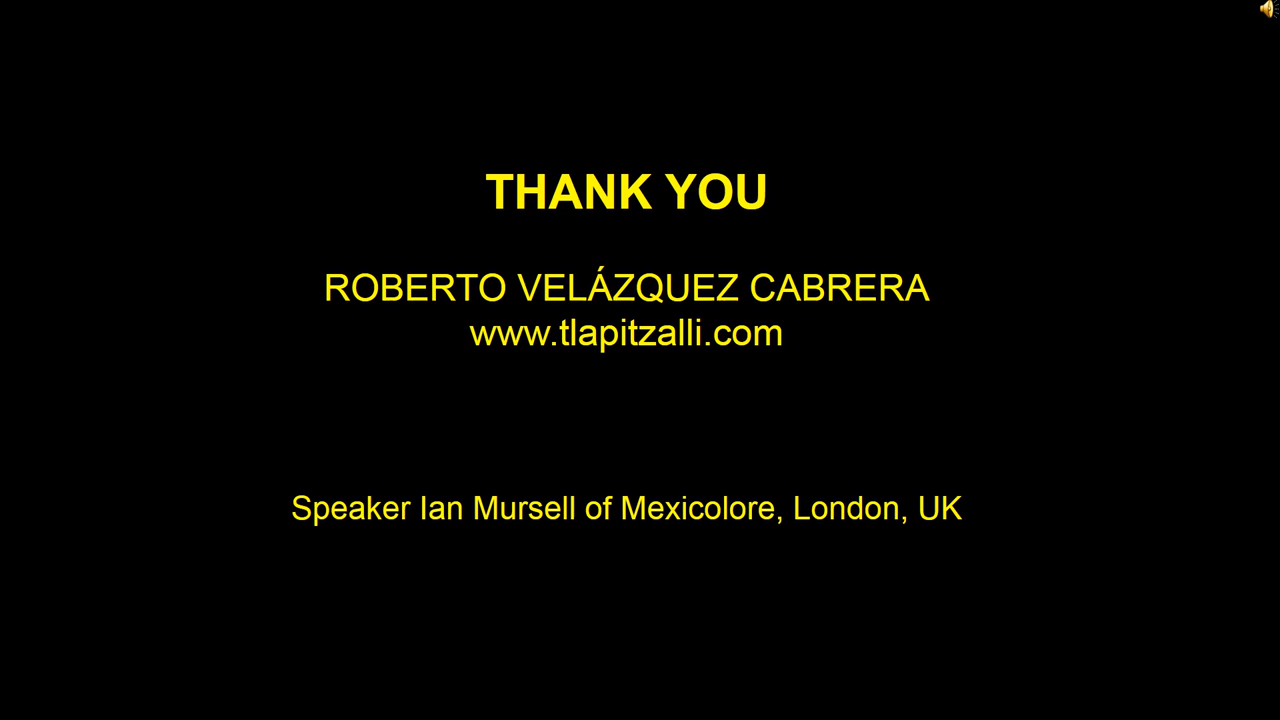 THANK YOU
ROBERTO VELÁZQUEZ CABRERA
www.tlapitzalli.com
Speaker Ian Mursell of Mexicolore, London, UK